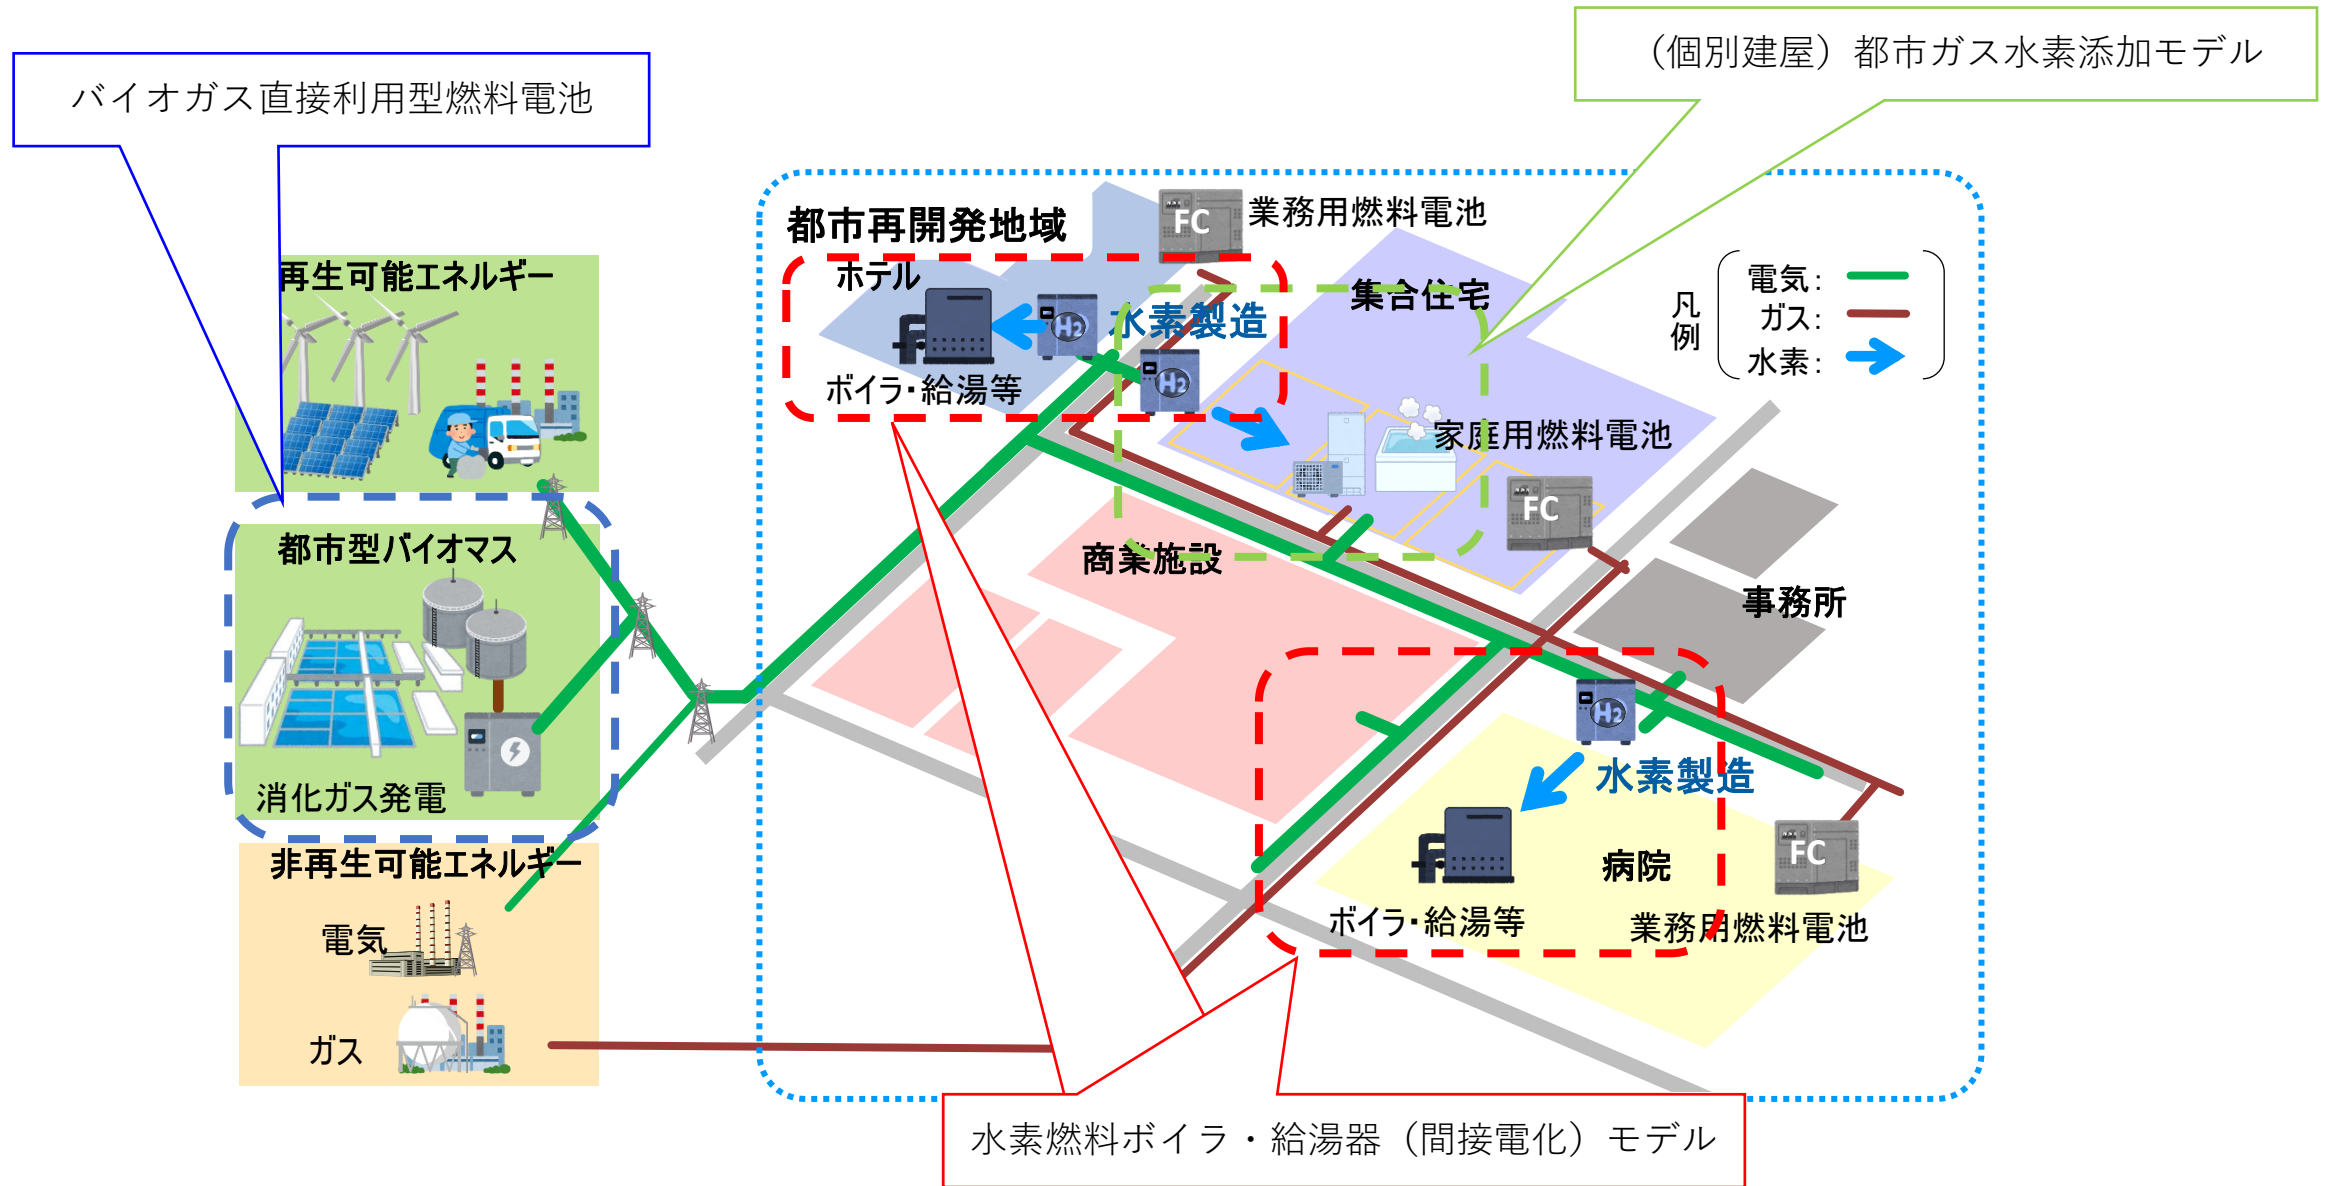 バイオガス直接利用型燃料電池
（個別建屋）都市ガス水素添加モデル
都市再開発地域
FC
業務用燃料電池
再生可能エネルギー
ホテル
H2
水素製造
集合住宅
凡例
電気：
ガス：
水素：
ボイラ・給湯等
H2
家庭用燃料電池
FC
都市型バイオマス
商業施設
事務所
消化ガス発電
H2
水素製造
非再生可能エネルギー
電気
ガス
病院
FC
ボイラ・給湯等
業務用燃料電池
水素燃料ボイラ・給湯器（間接電化）モデル